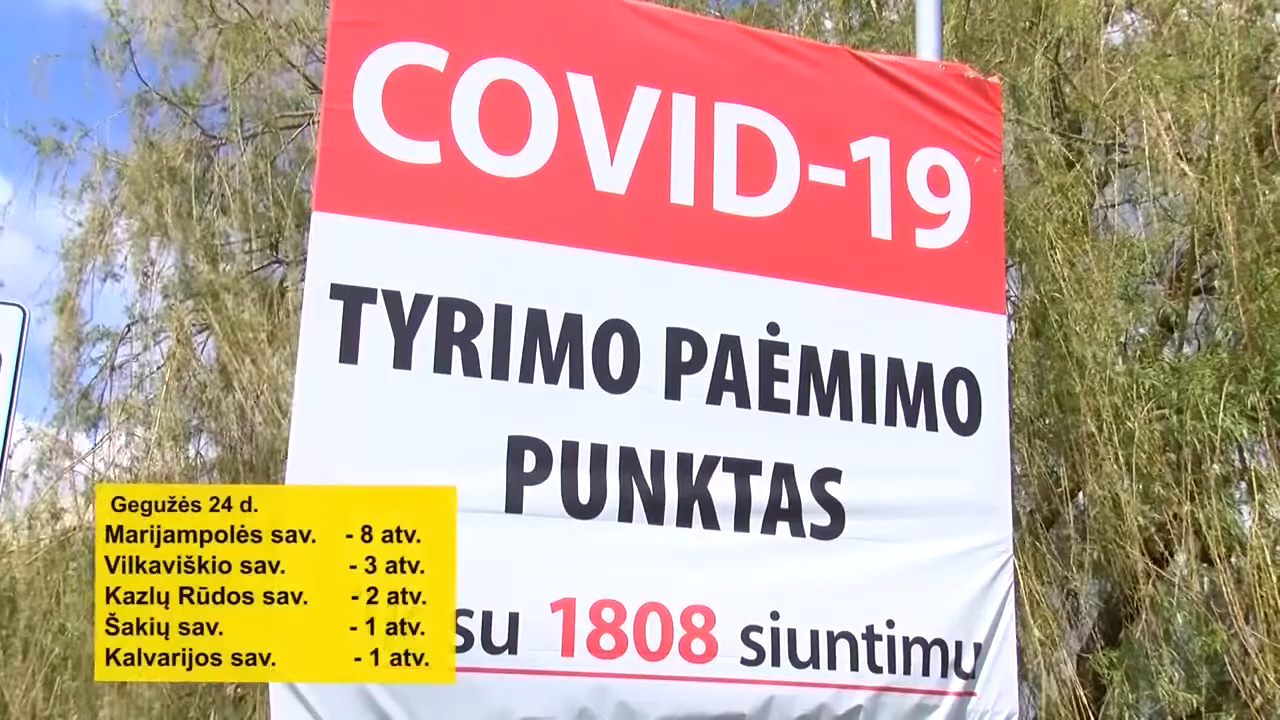 COVID-19
TYRIMO PAĖMIMO
PUNKTAS
su 1808 siuntimu
Gegužės 24 d.
Marijampolės sav. - 8 atv.
Vilkaviškio sav. - 3 atv.
Kazlų Rūdos sav. - 2 atv.
Šakių sav. - 1 atv.
Kalvarijos sav. - 1 atv.